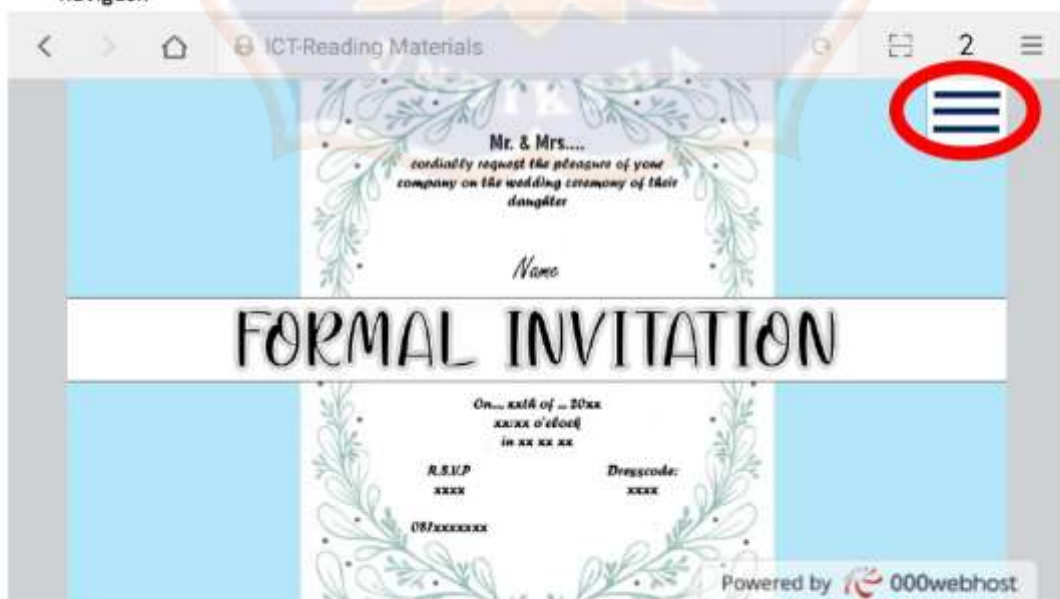 ICT-Reading Materials 2
Mr. & Mrs....
cordially request the pleasure of your
company on the wedding ceremony of their
daughter
Name
FORMAL INVITATION
On.... xxth of ... 20xx
xx:xx o'clock
in xx xx xx
R.S.V.P Dresscode:
xxxx xxxx
081xxxxxxx
Powered by 000webhost